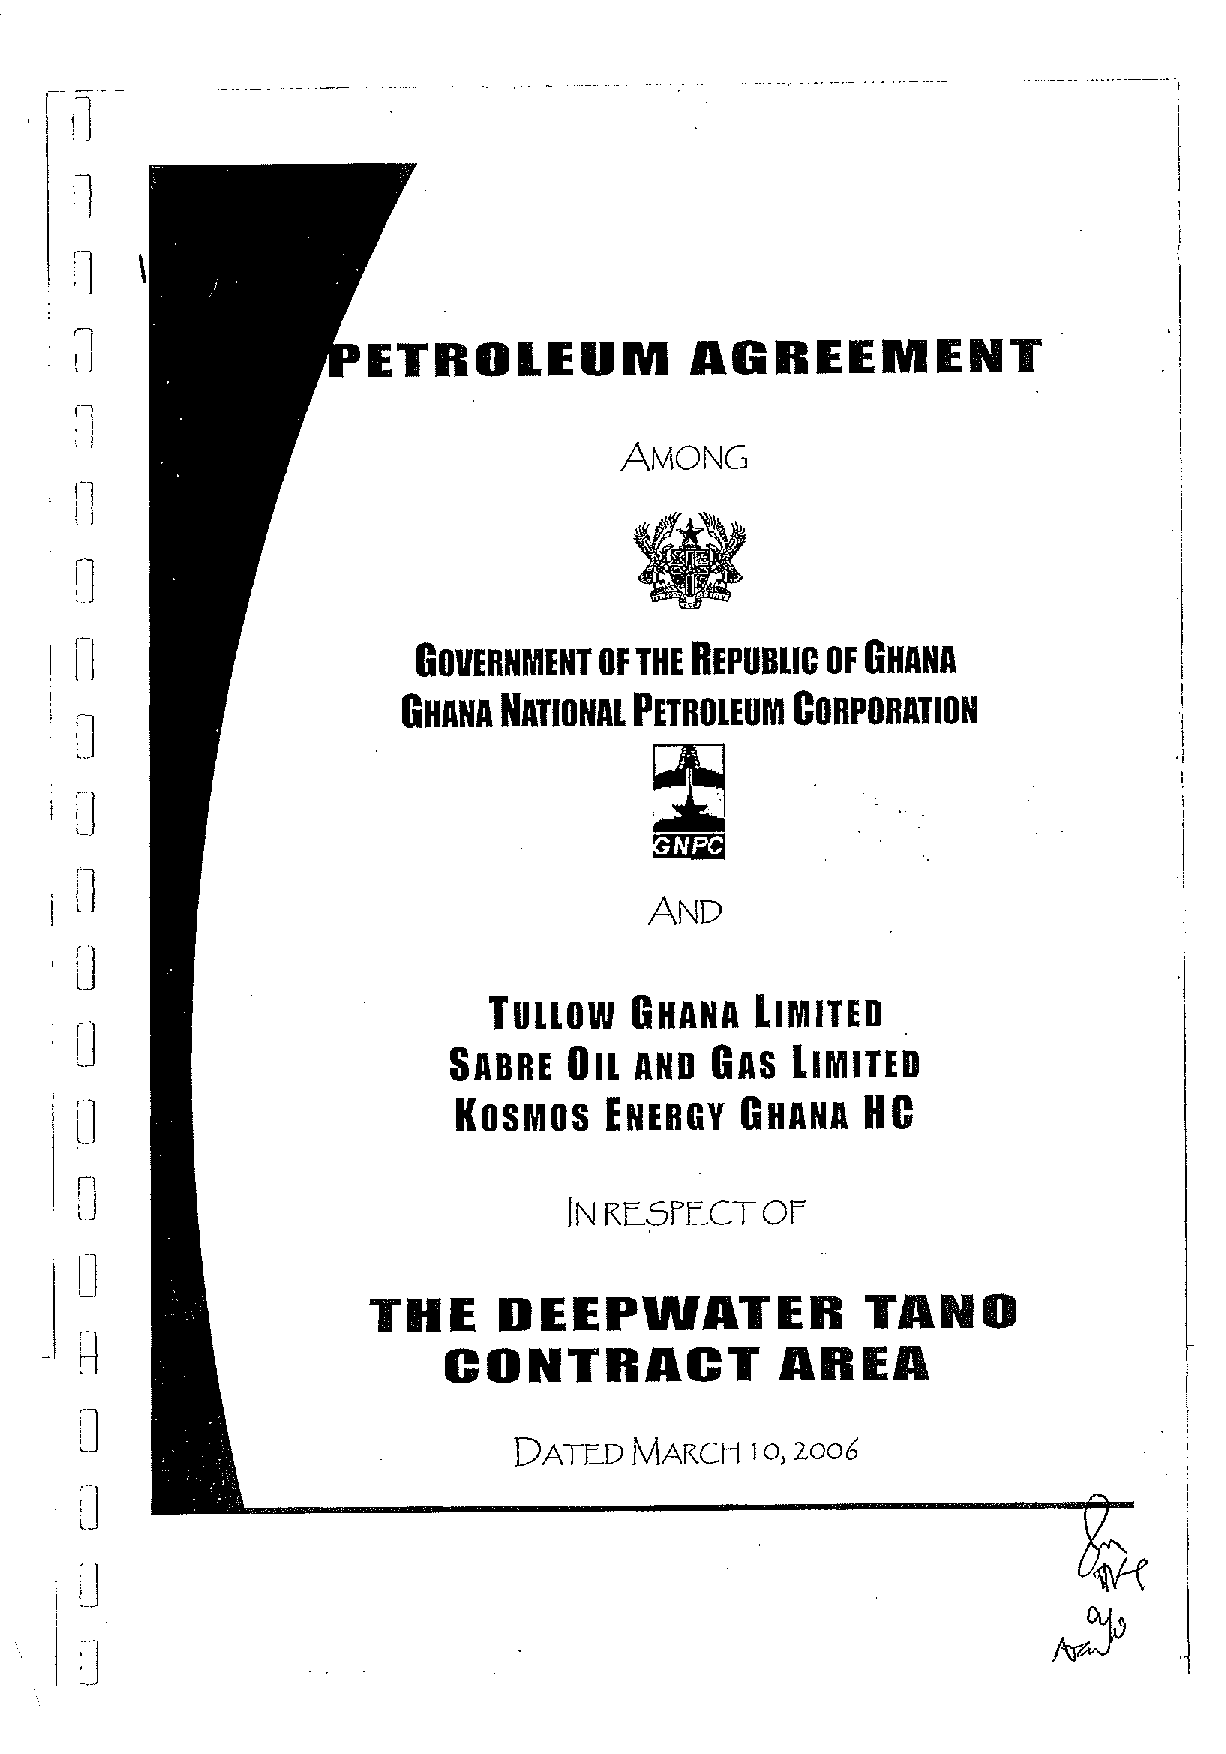 PETROLEUM AGREEMENT
AMONG
GOVERNMENT OF THE REPUBLIC OF GHANA
GHANA NATIONAL PETROLEUM CORPORATION
GNPC
AND
TULLOW GHANA LIMITED
SABRE OIL AND GAS LIMITED
KOSMOS ENERGY GHANA HC
IN RESPECT OF
THE DEEPWATER TANO
CONTRACT AREA
DATED MARCH 10, 2006